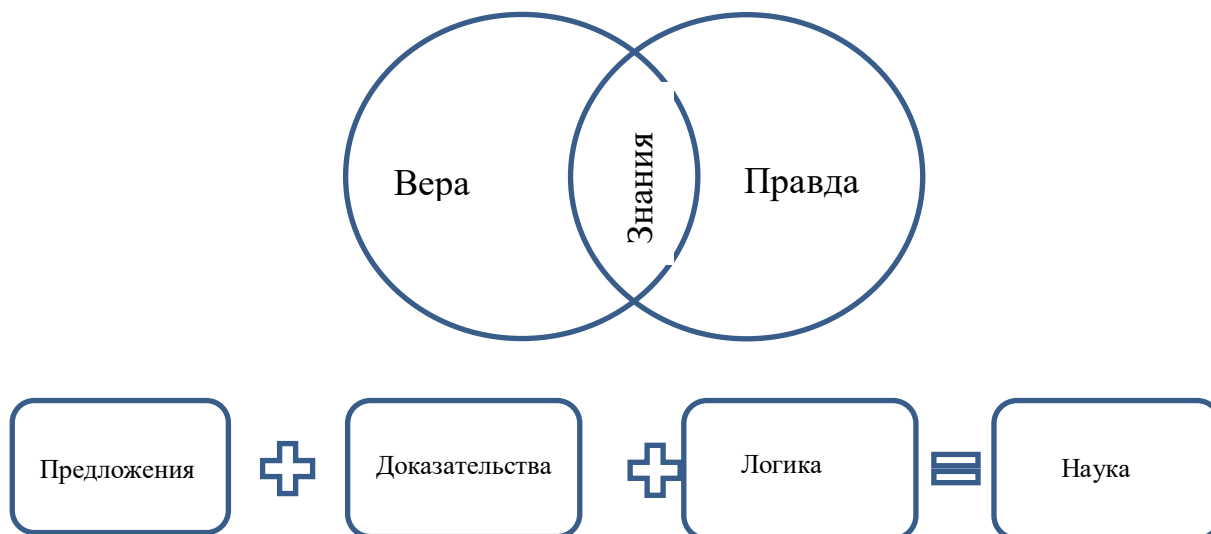 Вера
Знания
Правда
Предложения
Доказательства
Логика
Наука